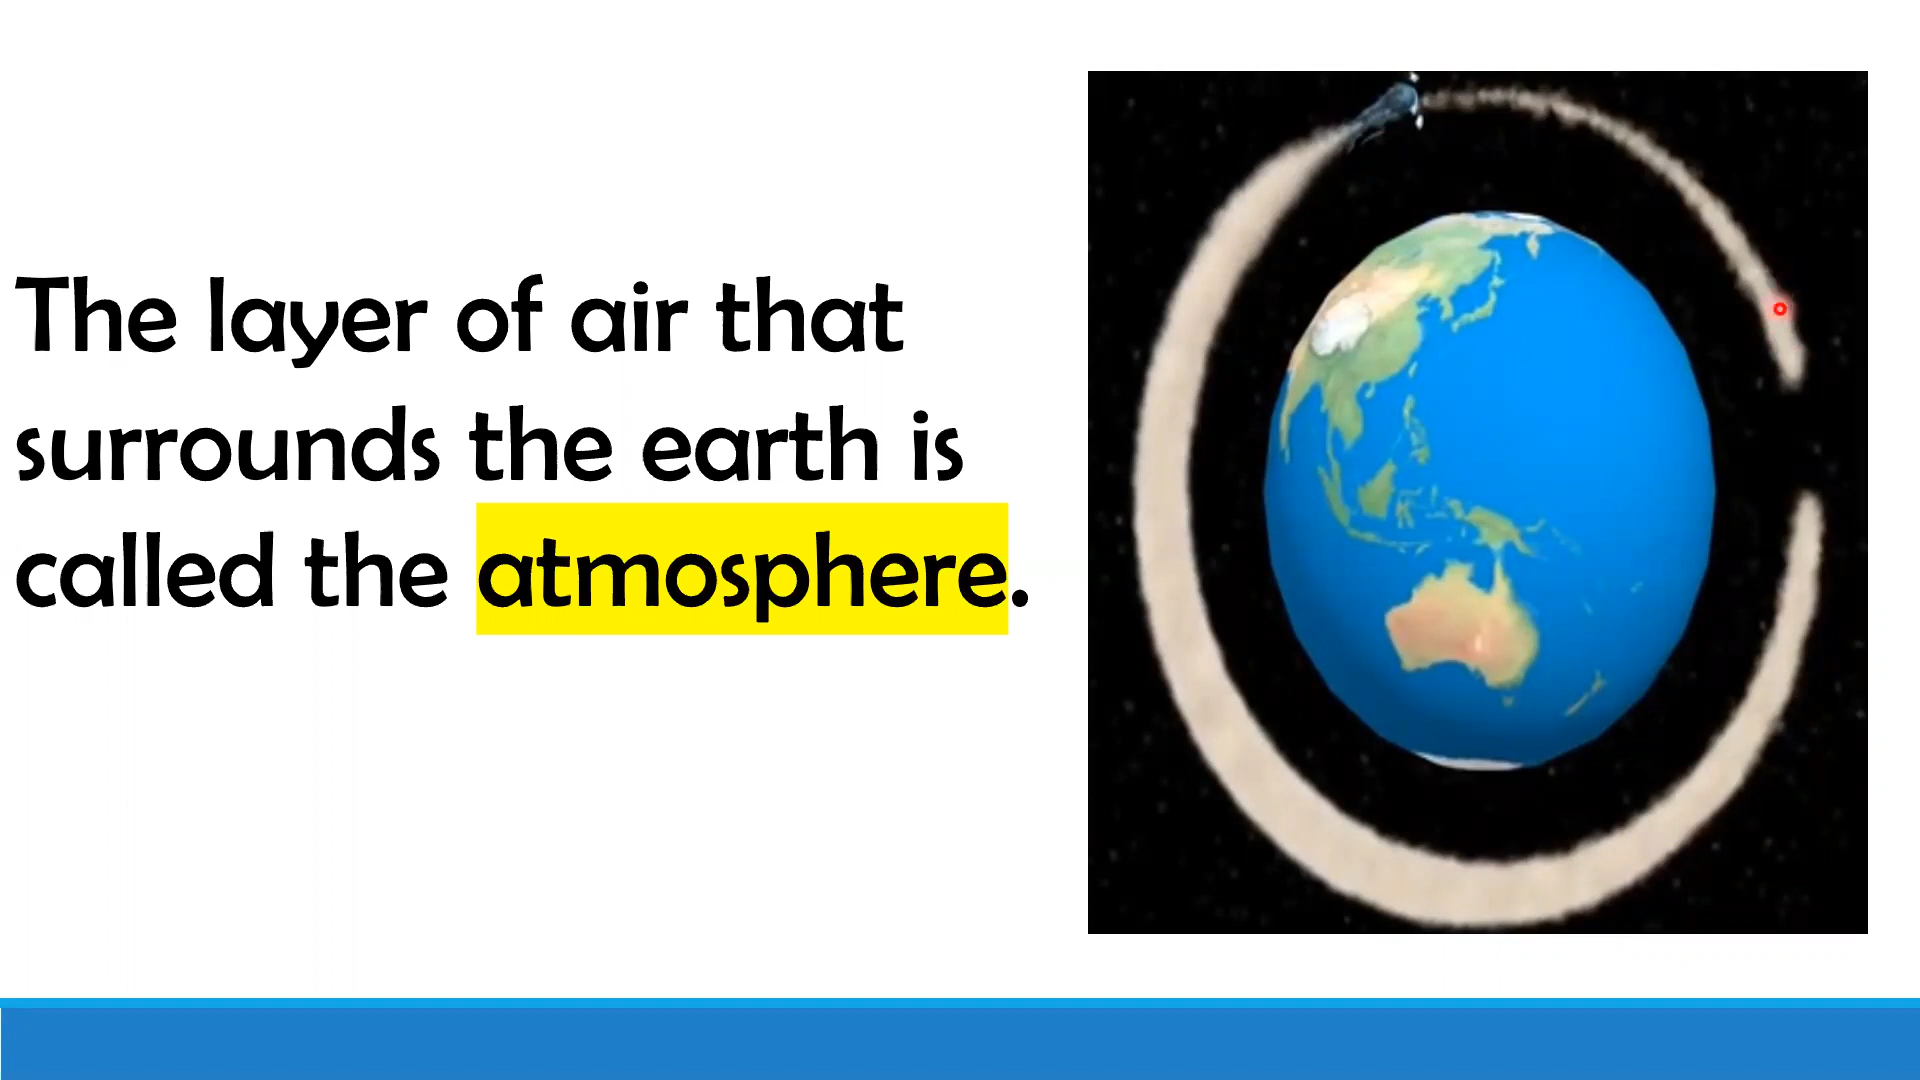 The layer of air that
surrounds the earth is
called the atmosphere.